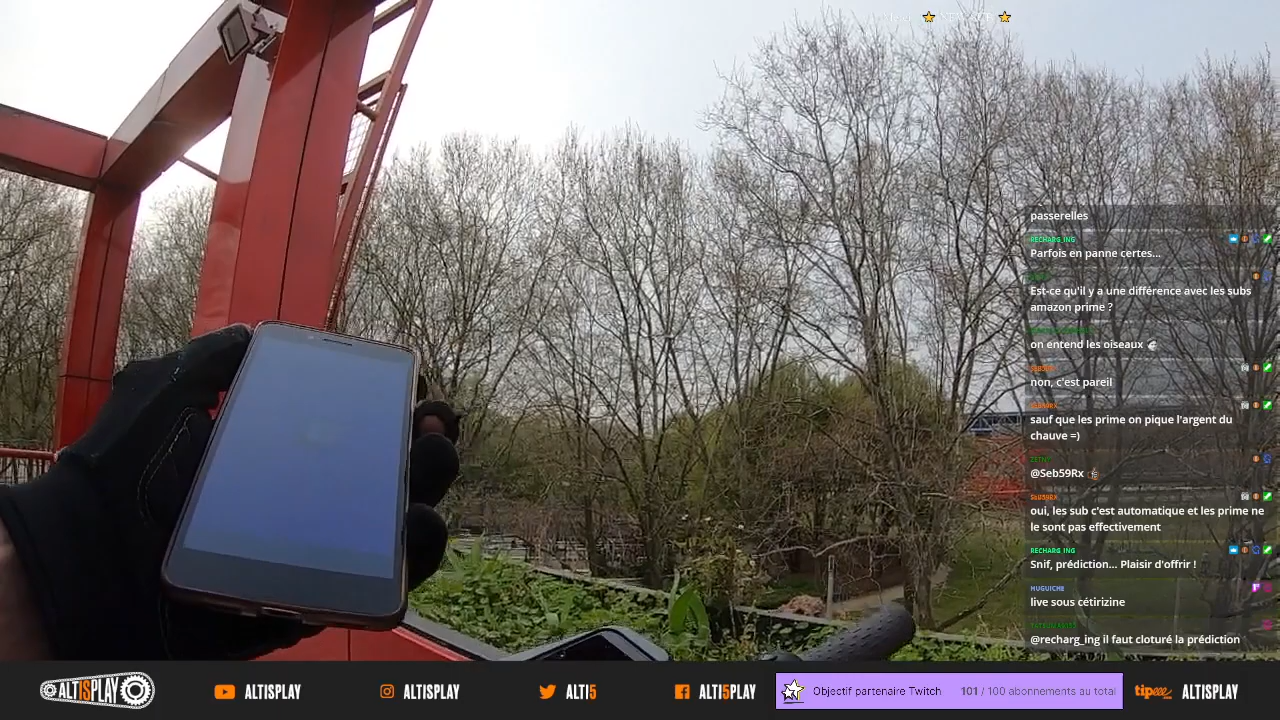 passerelles
RECHARG_ING
Parfois en panne certes...
Est-ce qu'il y a une différence avec les subs
amazon prime ?
on entend les oiseaux
SEB59RX
non, c'est pareil
SEB59RX
sauf que les prime on pique l'argent du
chauve =)
@Seb59Rx
SEB59RX
oui, les sub c'est automatique et les prime ne
le sont pas effectivement
RECHARG_ING
Snif, prédiction... Plaisir d'offrir !
HUGUICHE
live sous cétirizine
@recharg_ing il faut cloturé la prédiction
ALTISPLAY
ALTISPLAY
ALTISPLAY
ALTI5
ALTI5PLAY
Objectif partenaire Twitch
101 / 100 abonnements au total
tipeee
ALTISPLAY